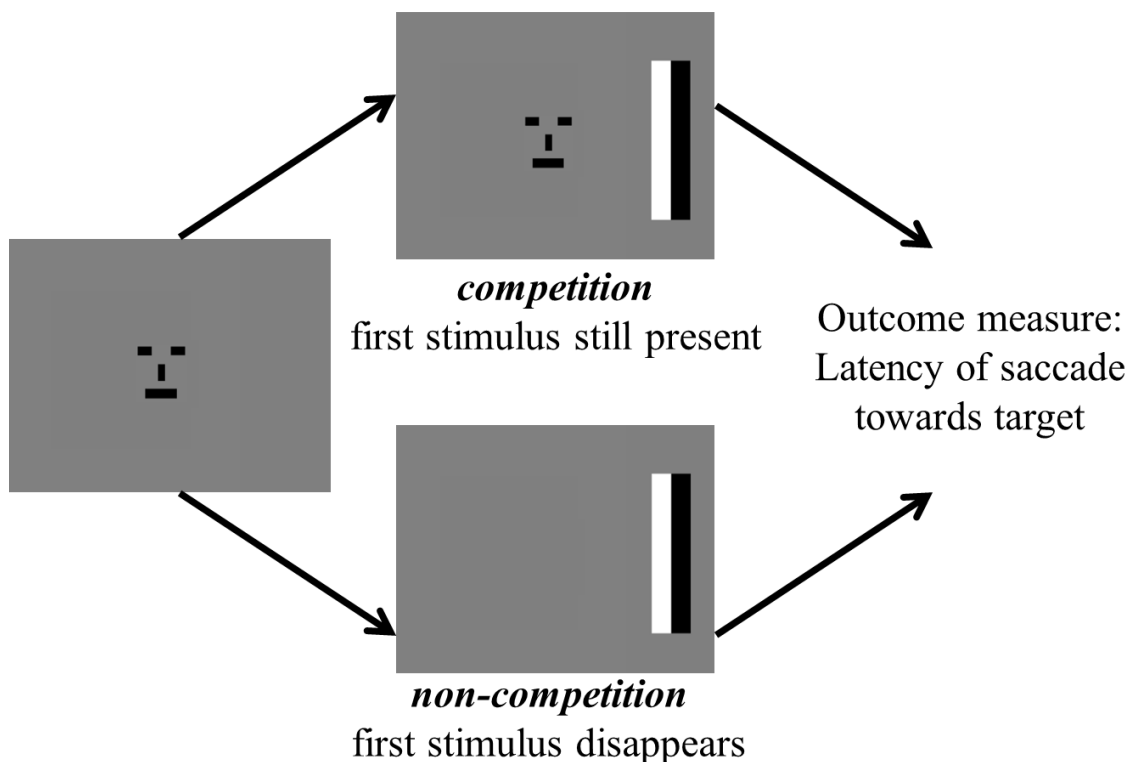 competition
first stimulus still present
Outcome measure:
Latency of saccade
towards target
non-competition
first stimulus disappears